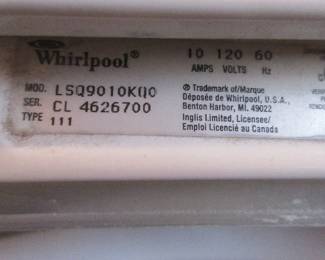 Whirlpool®
10 120 60
AMPS VOLTS Hz
MOD. LSQ9010KQ0
SER. CL 4626700
TYPE 111
® Trademark of/Marque
Déposée de Whirlpool, U.S.A.,
Benton Harbor, MI. 49022
Inglis Limited, Licensee/
Emploi Licencié au Canada